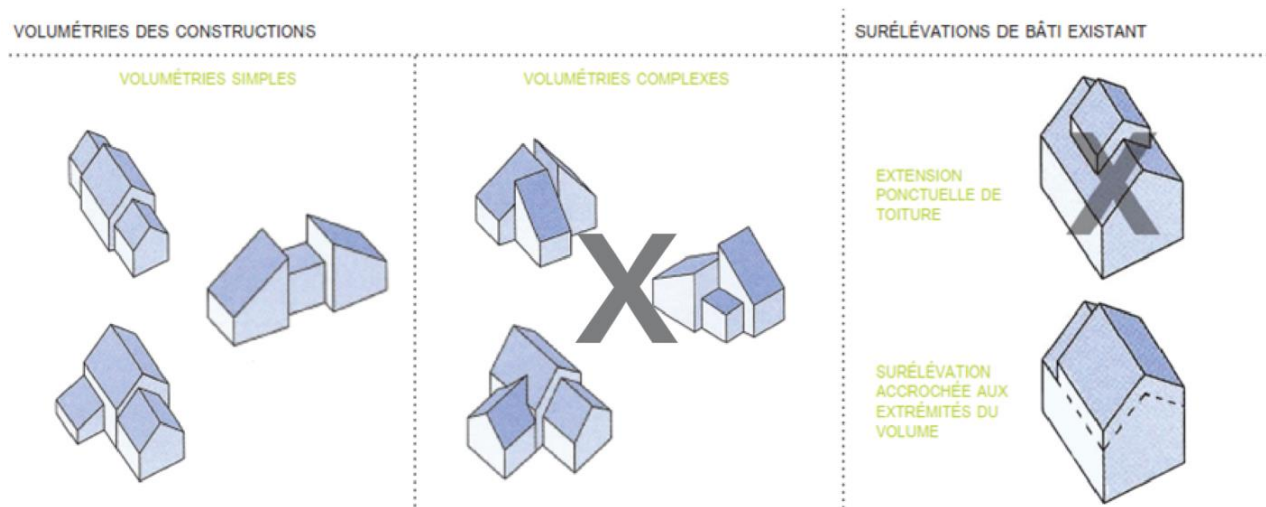 VOLUMÉTRIES DES CONSTRUCTIONS
SURÉLÉVATIONS DE BÂTI EXISTANT
VOLUMÉTRIES SIMPLES
VOLUMÉTRIES COMPLEXES
X
X
EXTENSION
PONCTUELLE DE
TOITURE
SURÉLÉVATION
ACCROCHÉE AUX
EXTRÉMITÉS DU
VOLUME